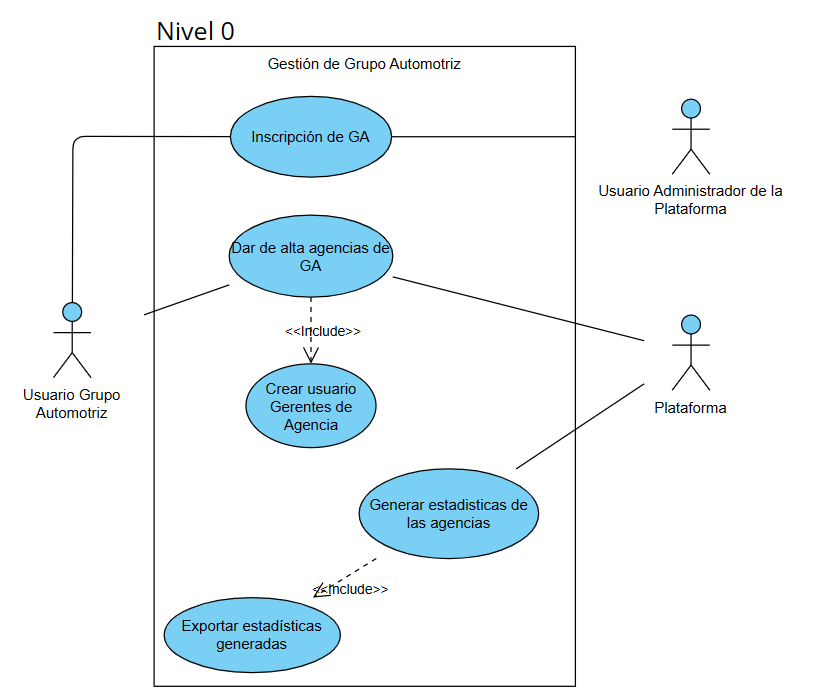 Nivel 0
Gestión de Grupo Automotriz
Inscripción de GA
Usuario Administrador de la
Plataforma
Dar de alta agencias de
GA
<<Include>>
Usuario Grupo
Automotriz
Crear usuario
Gerentes de
Agencia
Plataforma
Generar estadisticas de
las agencias
<<Include>>
Exportar estadísticas
generadas